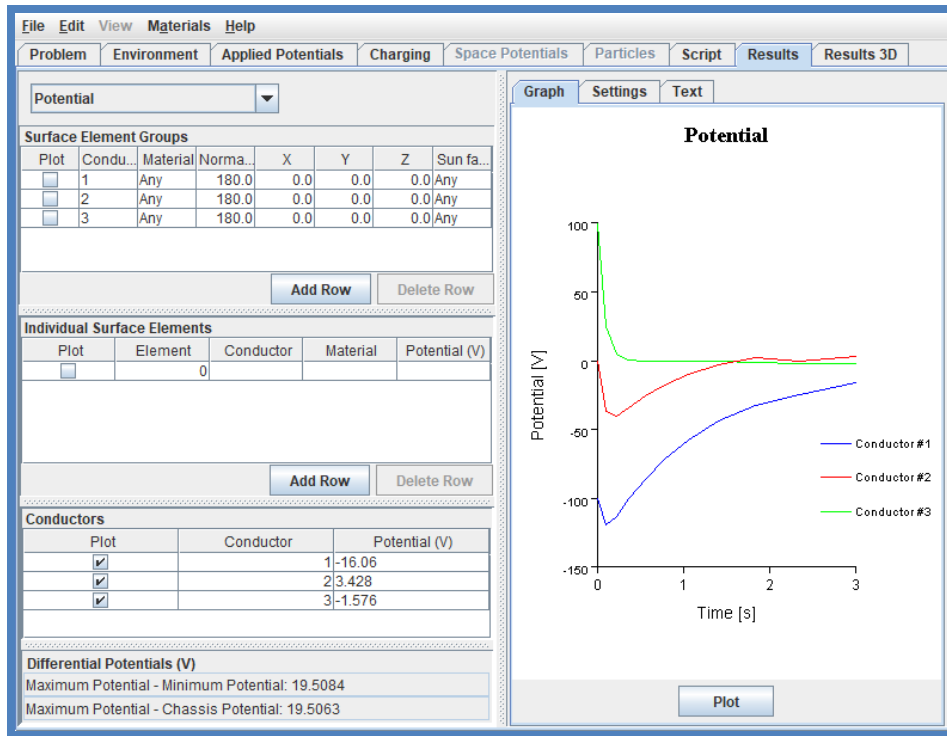 File Edit View Materials Help
Problem Environment Applied Potentials Charging Space Potentials Particles Script Results Results 3D
Potential
Surface Element Groups
Plot Condu... Material Norma... X Y Z Sun fa...
1 Any 180.0 0.0 0.0 0.0 Any
2 Any 180.0 0.0 0.0 0.0 Any
3 Any 180.0 0.0 0.0 0.0 Any
Add Row Delete Row
Individual Surface Elements
Plot Element Conductor Material Potential (V)
0
Add Row Delete Row
Conductors
Plot Conductor Potential (V)
1 -16.06
2 3.428
3 -1.576
Differential Potentials (V)
Maximum Potential - Minimum Potential: 19.5084
Maximum Potential - Chassis Potential: 19.5063
Graph Settings Text
Potential
Potential [V]
100
50
0
-50
-100
-150
0 1 2 3
Time [s]
Conductor #1
Conductor #2
Conductor #3
Plot